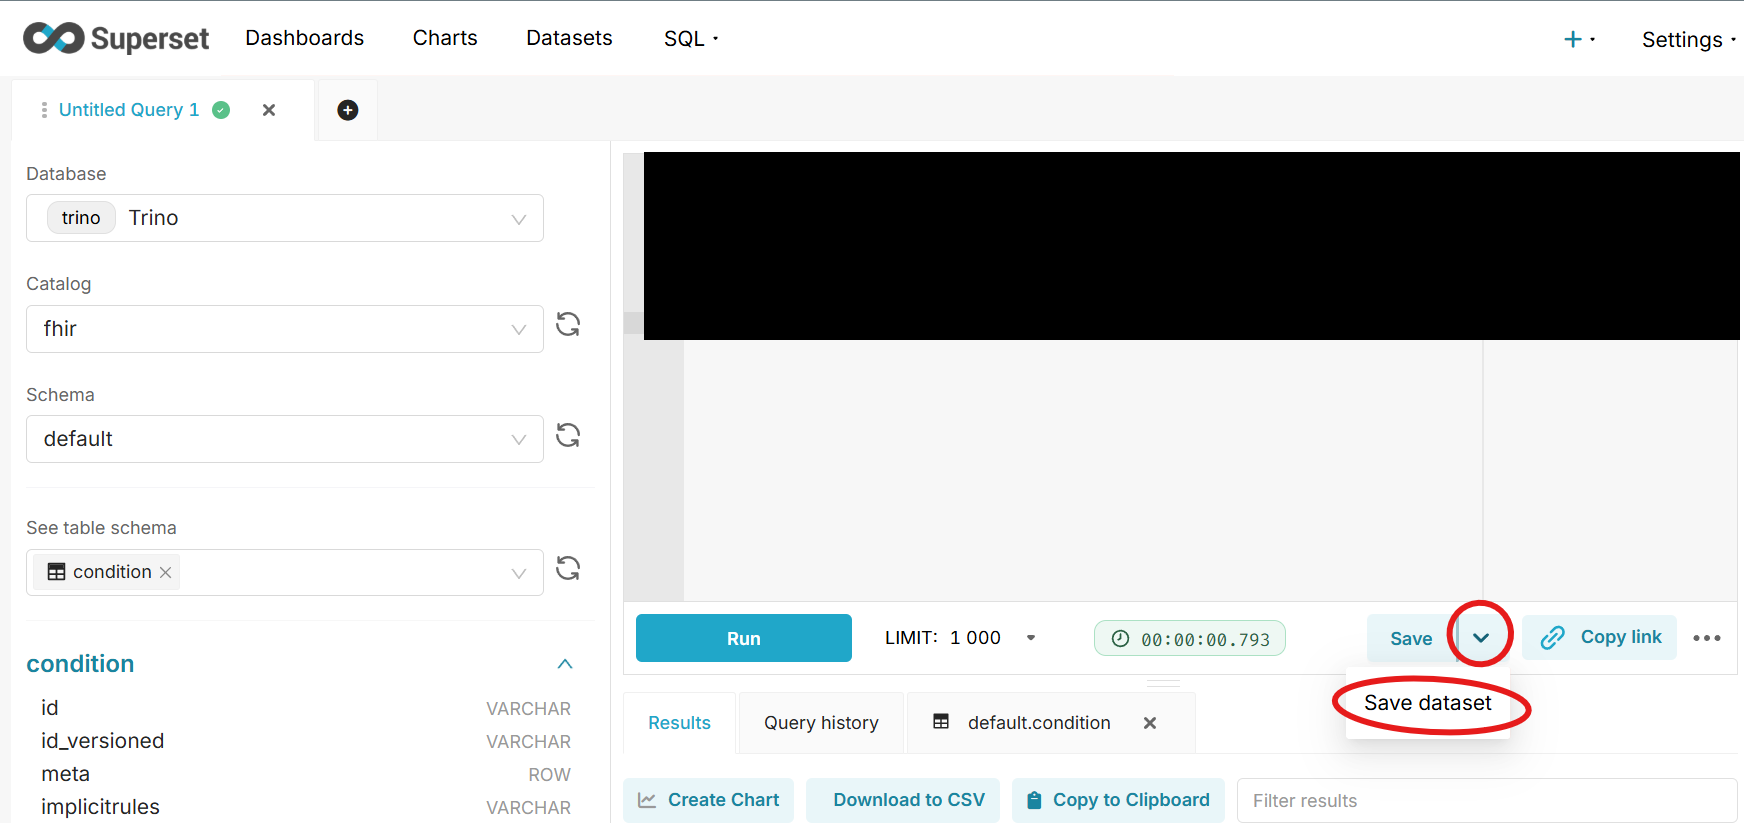 Superset Dashboards Charts Datasets SQL Settings
Untitled Query 1
Database
trino Trino
Catalog
fhir
Schema
default
See table schema
condition
condition
id VARCHAR
id_versioned VARCHAR
meta ROW
implicitrules VARCHAR
Run LIMIT: 1 000 00:00:00.793 Save Copy link
Save dataset
Results Query history default.condition
Create Chart Download to CSV Copy to Clipboard Filter results